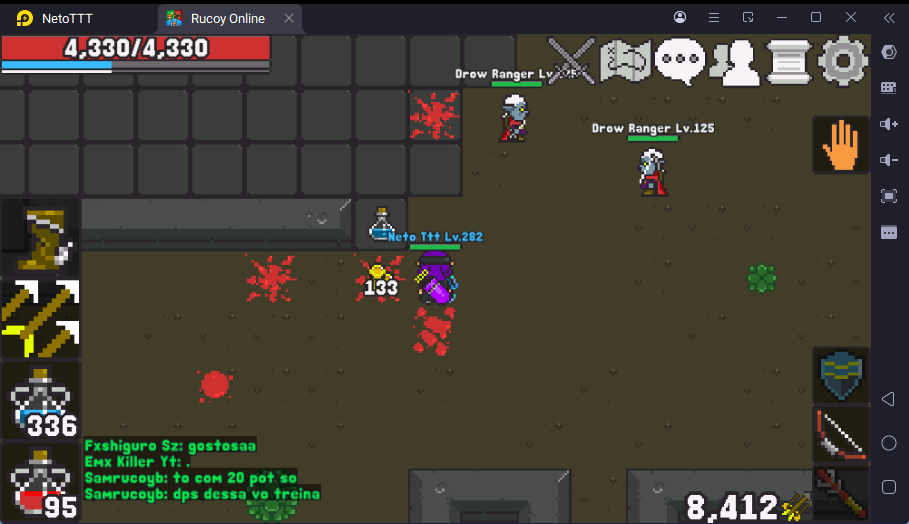 NetoTTT
Rucoy Online
4,330/4,330
Drow Ranger Lv.
Drow Ranger Lv.125
Neto Ttt Lv.282
133
336
Fxshiguro Sz: gostosaa
Emx Killer Yt: .
Samrucoyb: to com 20 pot so
Samrucoyb: dps dessa vo treina
95
8,412